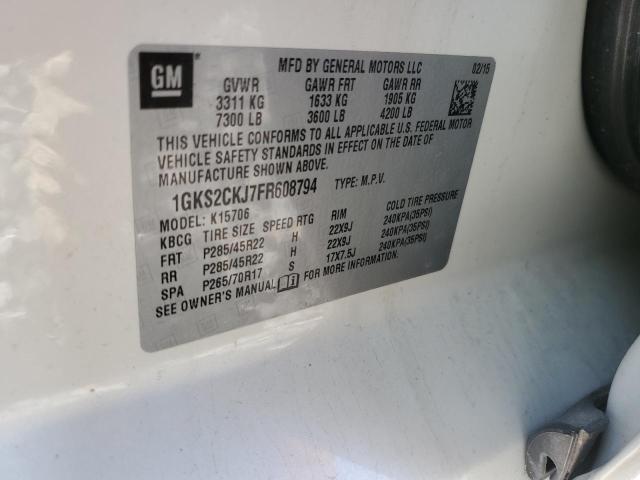 GM
MFD BY GENERAL MOTORS LLC 02/15
GVWR GAWR FRT GAWR RR
3311 KG 1633 KG 1905 KG
7300 LB 3600 LB 4200 LB
THIS VEHICLE CONFORMS TO ALL APPLICABLE U.S. FEDERAL MOTOR
VEHICLE SAFETY STANDARDS IN EFFECT ON THE DATE OF
MANUFACTURE SHOWN ABOVE.
1GKS2CKJ7FR608794 TYPE: M.P.V.
MODEL: K15706
KBCG TIRE SIZE SPEED RTG RIM COLD TIRE PRESSURE
FRT P285/45R22 H 22X9J 240KPA(35PSI)
RR P285/45R22 H 22X9J 240KPA(35PSI)
SPA P265/70R17 S 17X7.5J 240KPA(35PSI)
SEE OWNER'S MANUAL FOR MORE INFORMATION.